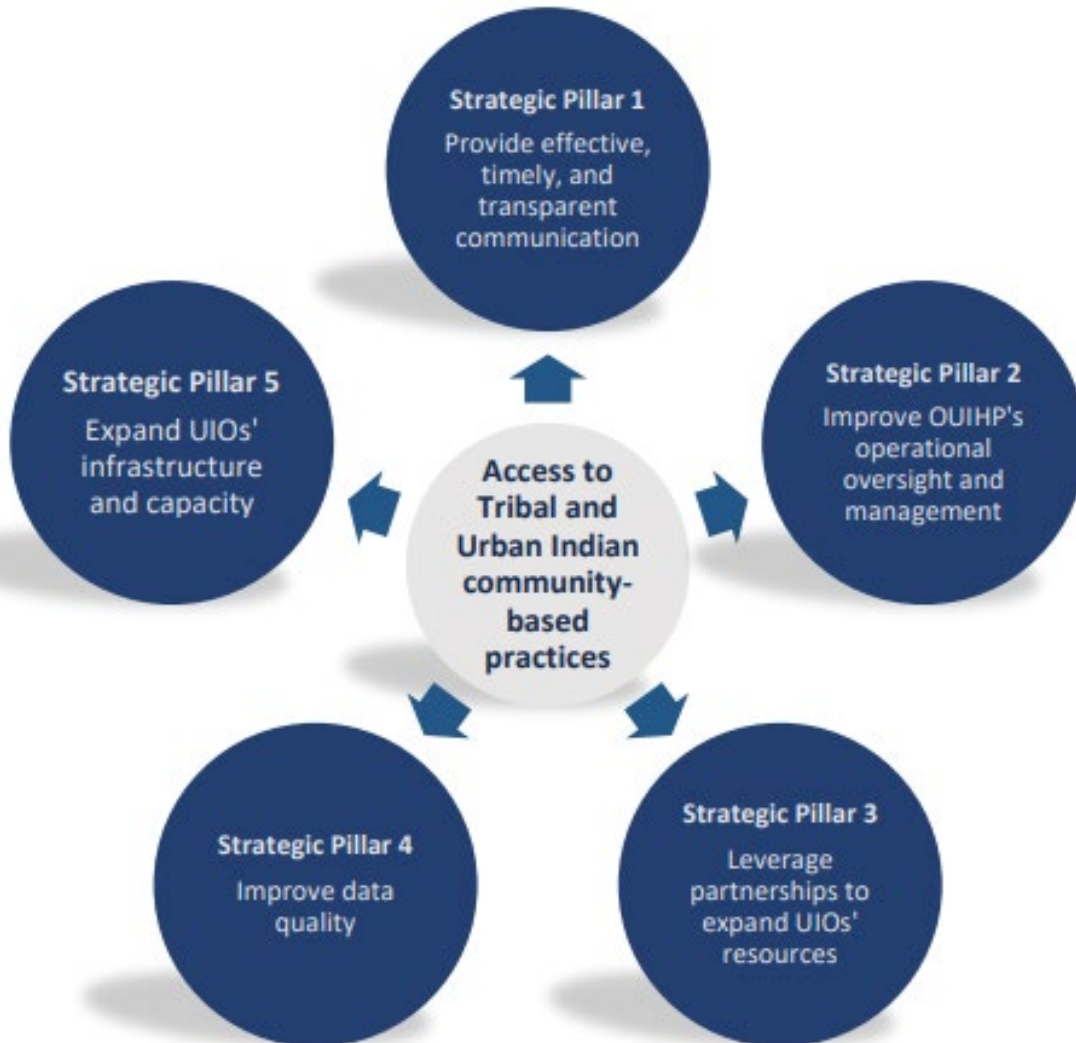 Strategic Pillar 1
Provide effective,
timely, and
transparent
communication
Strategic Pillar 2
Improve OUIHP's
operational
oversight and
management
Strategic Pillar 3
Leverage
partnerships to
expand UIOs'
resources
Strategic Pillar 4
Improve data
quality
Strategic Pillar 5
Expand UIOs'
infrastructure
and capacity
Access to
Tribal and
Urban Indian
community-
based
practices